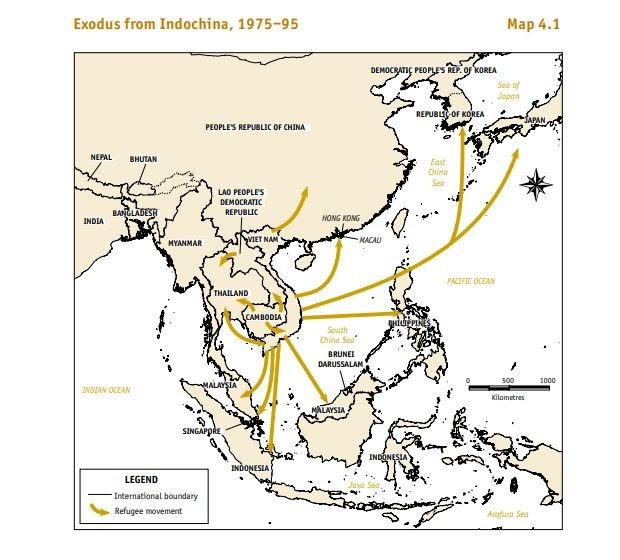 Exodus from Indochina, 1975–95
Map 4.1
DEMOCRATIC PEOPLE'S REP. OF KOREA
Sea of
Japan
REPUBLIC OF KOREA
JAPAN
PEOPLE'S REPUBLIC OF CHINA
NEPAL
BHUTAN
East
China
Sea
LAO PEOPLE'S
DEMOCRATIC
REPUBLIC
INDIA
BANGLADESH
HONG KONG
MACAU
MYANMAR
VIET NAM
PACIFIC OCEAN
THAILAND
CAMBODIA
PHILIPPINES
South
China Sea
BRUNEI
DARUSSALAM
INDIAN OCEAN
MALAYSIA
0 500 1000
Kilometres
MALAYSIA
SINGAPORE
INDONESIA
INDONESIA
LEGEND
International boundary
Refugee movement
Java Sea
Arafura Sea